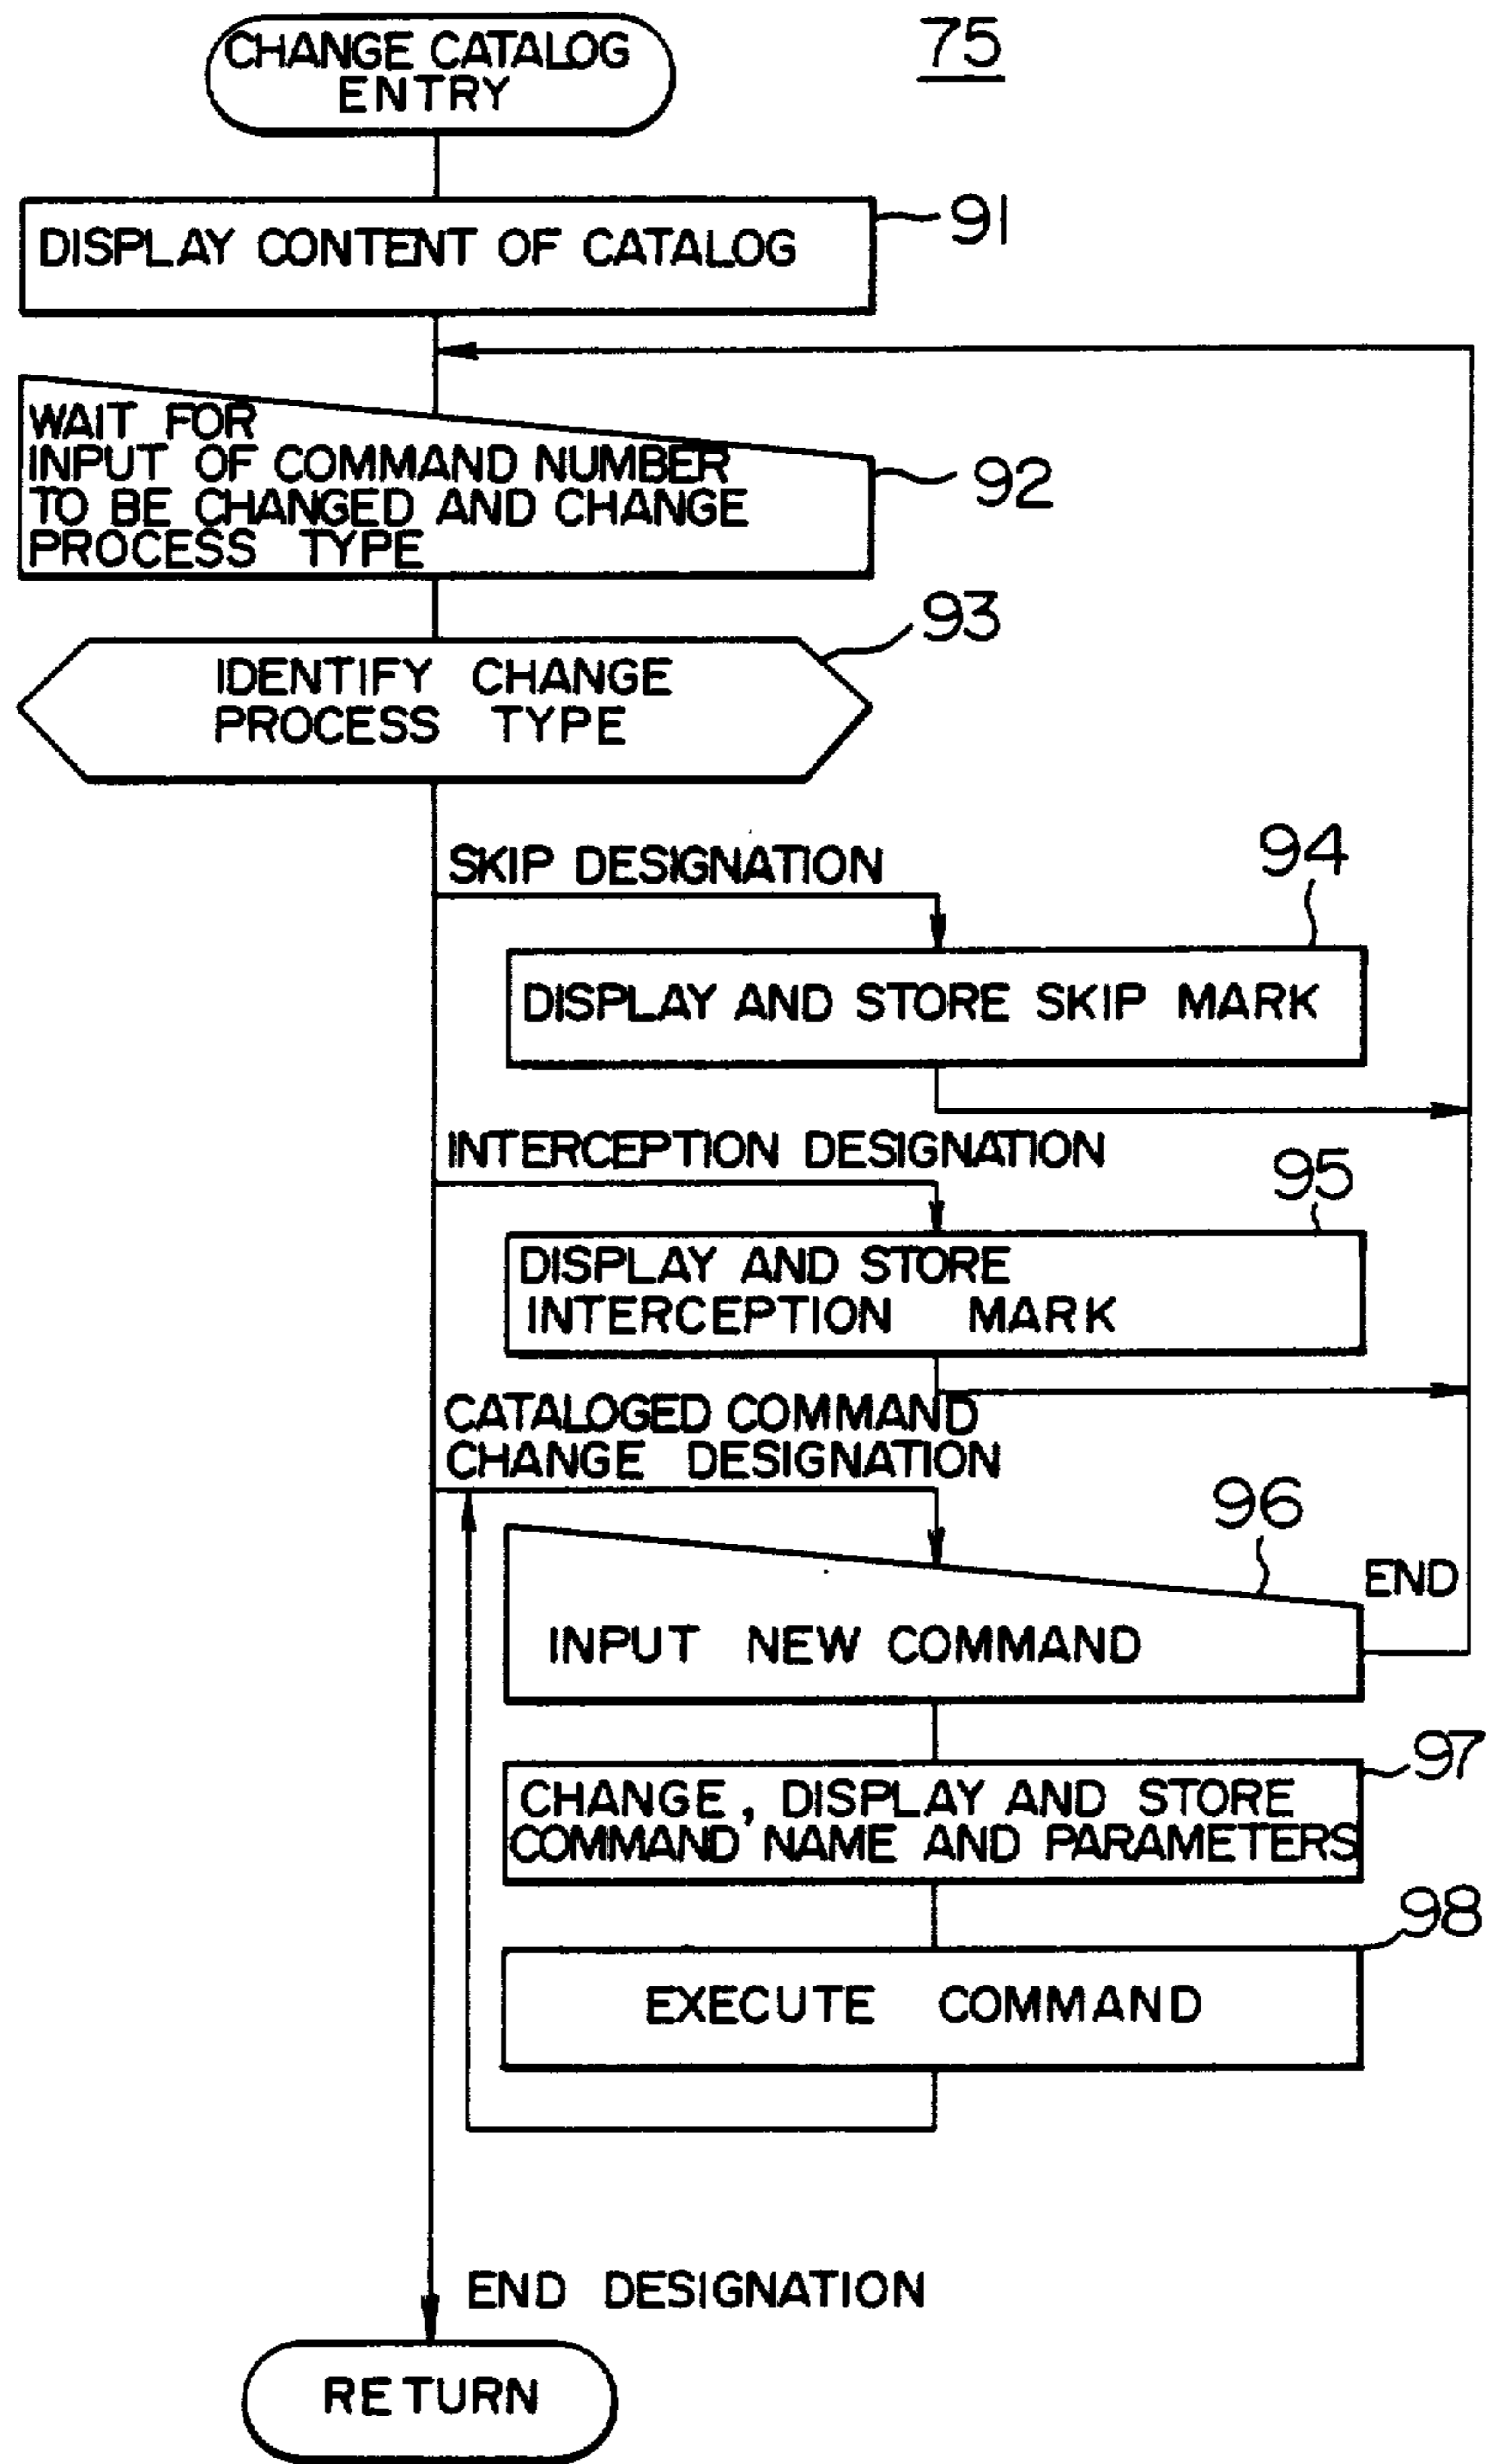 CHANGE CATALOG
ENTRY
75
DISPLAY CONTENT OF CATALOG
91
WAIT FOR
INPUT OF COMMAND NUMBER
TO BE CHANGED AND CHANGE
PROCESS TYPE
92
93
IDENTIFY CHANGE
PROCESS TYPE
SKIP DESIGNATION
94
DISPLAY AND STORE SKIP MARK
INTERCEPTION DESIGNATION
95
DISPLAY AND STORE
INTERCEPTION MARK
CATALOGED COMMAND
CHANGE DESIGNATION
96
END
INPUT NEW COMMAND
97
CHANGE, DISPLAY AND STORE
COMMAND NAME AND PARAMETERS
98
EXECUTE COMMAND
END DESIGNATION
RETURN